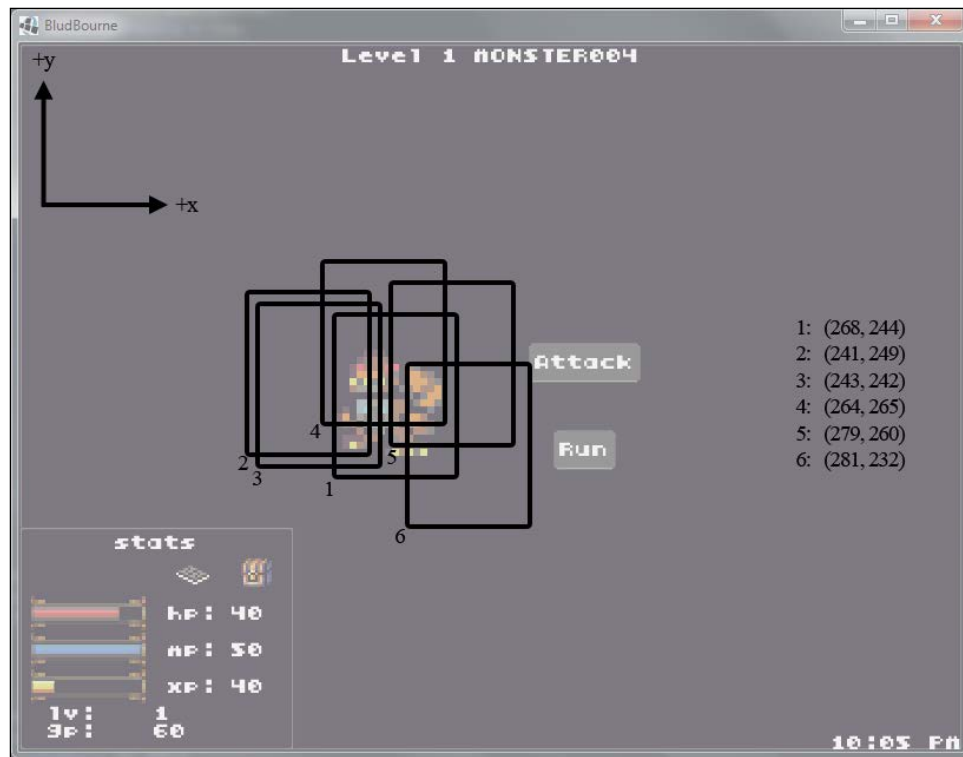 BludBourne
Level 1 MONSTER004
+y
+x
1: (268, 244)
2: (241, 249)
3: (243, 242)
4: (264, 265)
5: (279, 260)
6: (281, 232)
Attack
Run
4
2
3
5
1
6
stats
hp: 40
mp: 50
xp: 40
lv: 1
gp: 60
10:05 PM